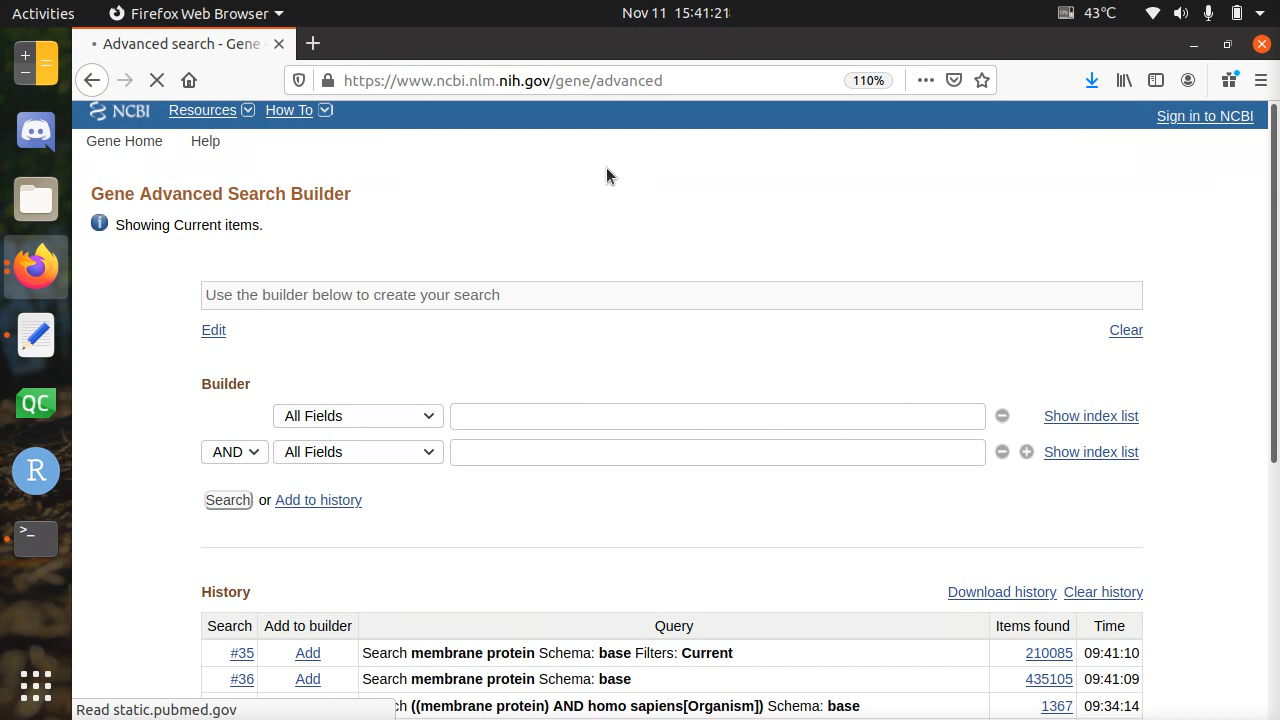 Activities Firefox Web Browser Nov 11 15:41:21 43°C
Advanced search - Gene
https://www.ncbi.nlm.nih.gov/gene/advanced 110%
NCBI Resources How To Sign in to NCBI
Gene Home Help
Gene Advanced Search Builder
Showing Current items.
Use the builder below to create your search
Edit Clear
Builder
All Fields Show index list
AND All Fields Show index list
Search or Add to history
History Download history Clear history
Search Add to builder Query Items found Time
#35 Add Search membrane protein Schema: base Filters: Current 210085 09:41:10
#36 Add Search membrane protein Schema: base 435105 09:41:09
((membrane protein) AND homo sapiens[Organism]) Schema: base 1367 09:34:14
Read static.pubmed.gov
QC
R
>_